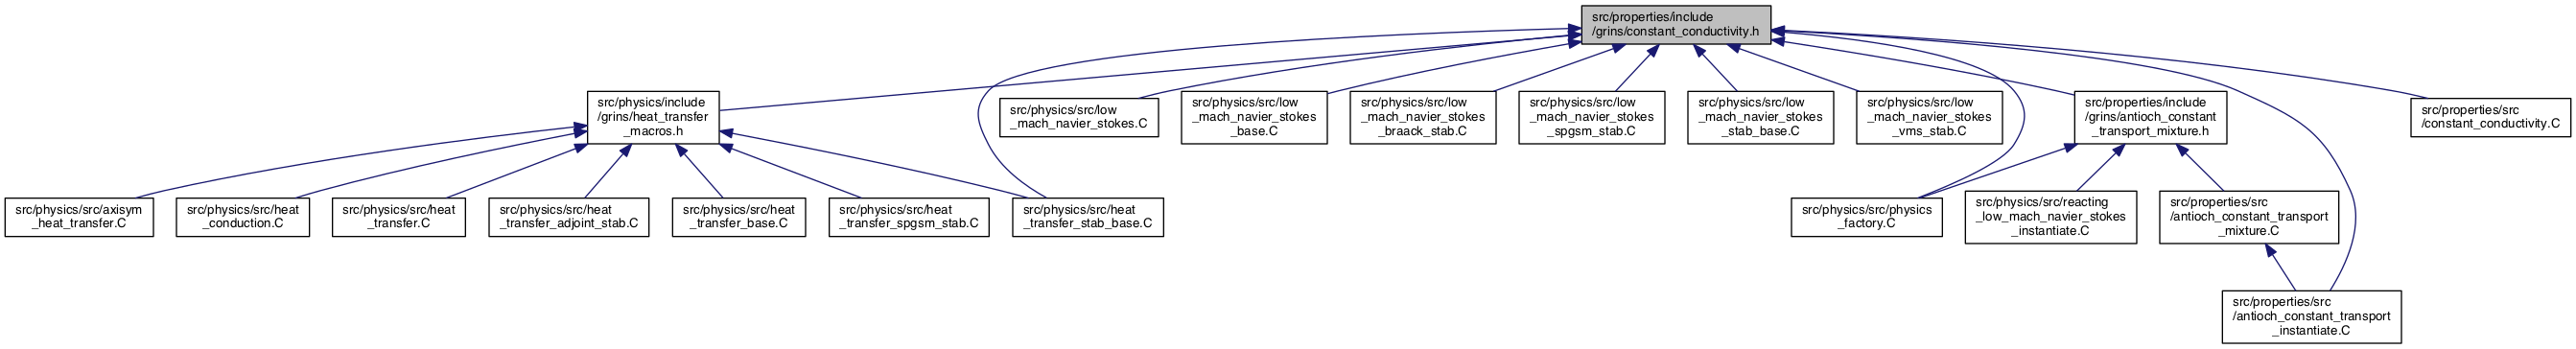 src/properties/include
/grins/constant_conductivity.h
src/physics/include
/grins/heat_transfer
_macros.h
src/physics/src/low
_mach_navier_stokes.C
src/physics/src/low
_mach_navier_stokes
_base.C
src/physics/src/low
_mach_navier_stokes
_braack_stab.C
src/physics/src/low
_mach_navier_stokes
_spgsm_stab.C
src/physics/src/low
_mach_navier_stokes
_stab_base.C
src/physics/src/low
_mach_navier_stokes
_vms_stab.C
src/properties/include
/grins/antioch_constant
_transport_mixture.h
src/properties/src
/constant_conductivity.C
src/physics/src/axisym
_heat_transfer.C
src/physics/src/heat
_conduction.C
src/physics/src/heat
_transfer.C
src/physics/src/heat
_transfer_adjoint_stab.C
src/physics/src/heat
_transfer_base.C
src/physics/src/heat
_transfer_spgsm_stab.C
src/physics/src/heat
_transfer_stab_base.C
src/physics/src/physics
_factory.C
src/physics/src/reacting
_low_mach_navier_stokes
_instantiate.C
src/properties/src
/antioch_constant_transport
_mixture.C
src/properties/src
/antioch_constant_transport
_instantiate.C